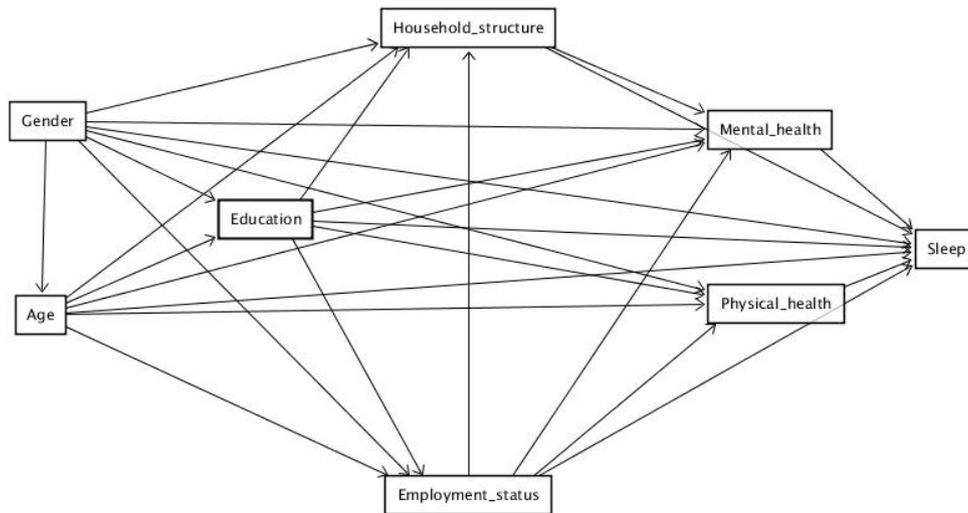 Household_structure
Gender
Mental_health
Education
Sleep
Age
Physical_health
Employment_status